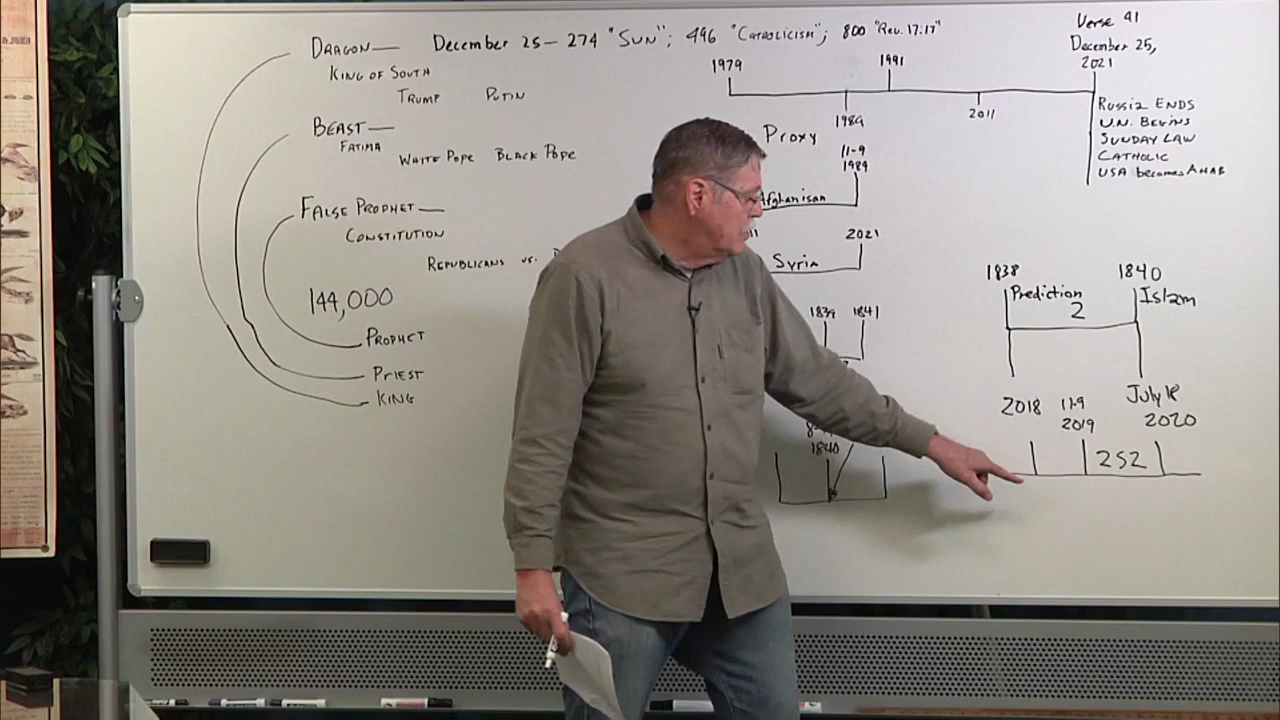 DRAGON— December 25— 274 "SUN"; 496 "CATHOLICISM"; 800 "Rev. 17:17"
KING OF SOUTH
TRUMP PUTIN
BEAST—
FATIMA
WHITE POPE BLACK POPE
FALSE PROPHET—
CONSTITUTION
REPUBLICANS vs.
144,000
PROPHET
PRIEST
KING
Verse 41
December 25,
2021
1979 1991
1989 2011
RUSSIA ENDS
U.N. BEGINS
SUNDAY LAW
CATHOLIC
USA becomes AHAB
Proxy
11-9
1989
Afghanisan
2021
Syria
1839 1841
1840
1838 1840
Prediction Islam
2
2018 11-9 July 18
2019 2020
252